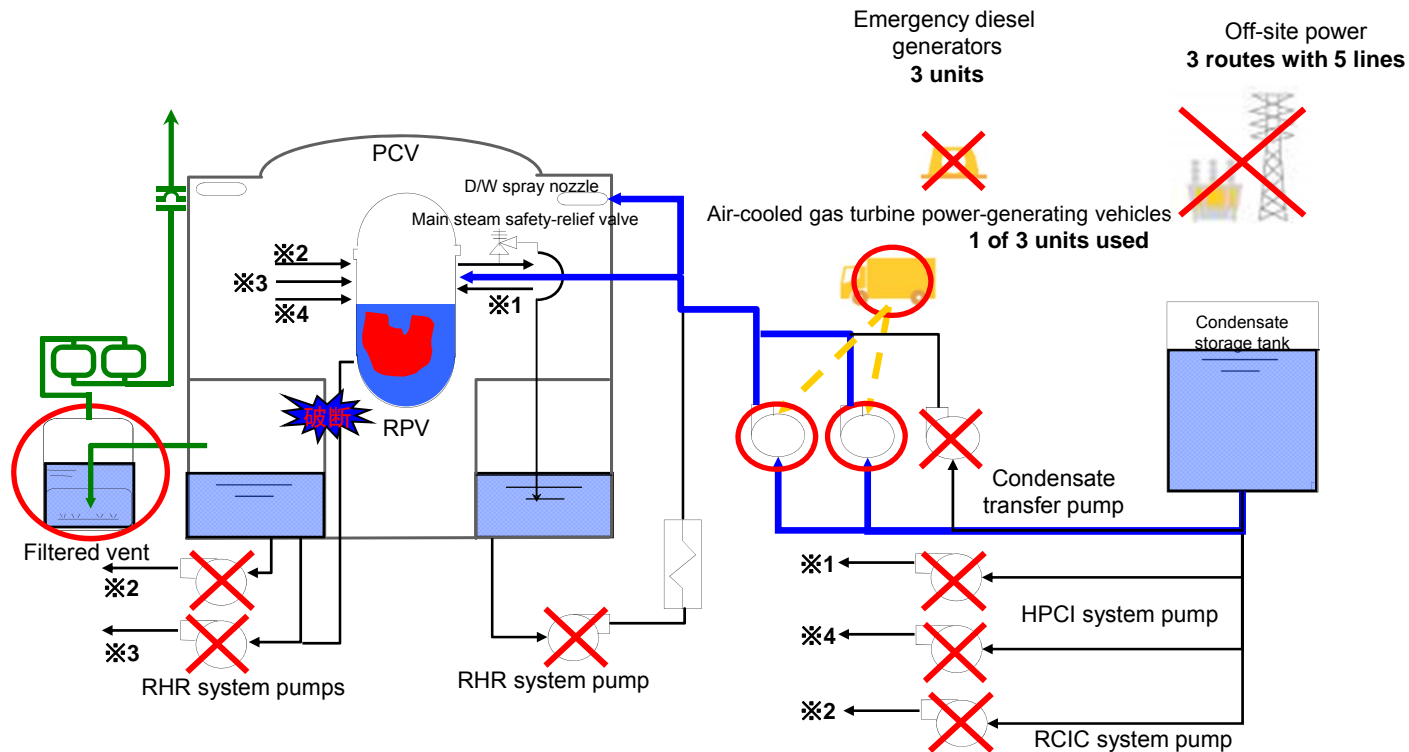 Emergency diesel
generators
3 units
Off-site power
3 routes with 5 lines
PCV
D/W spray nozzle
Main steam safety-relief valve
Air-cooled gas turbine power-generating vehicles
1 of 3 units used
※2
※3
※4
※1
Condensate
storage tank
破断
RPV
Condensate
transfer pump
Filtered vent
※2
※3
RHR system pumps
RHR system pump
※1
HPCI system pump
※4
※2
RCIC system pump